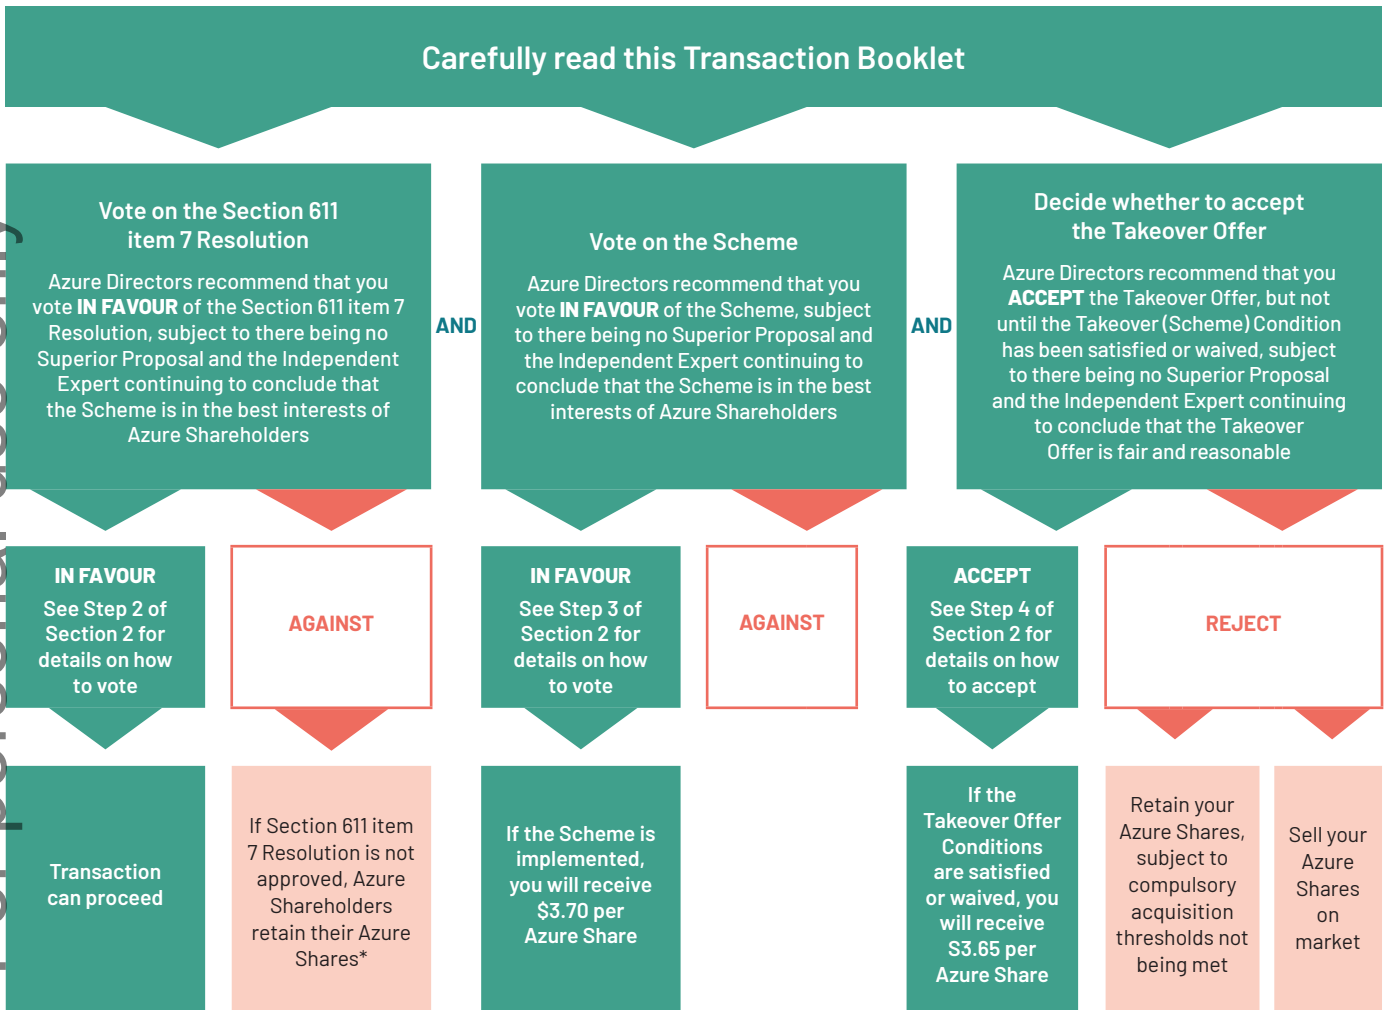 Carefully read this Transaction Booklet
Vote on the Section 611
item 7 Resolution
Azure Directors recommend that you
vote IN FAVOUR of the Section 611 item 7
Resolution, subject to there being no
Superior Proposal and the Independent
Expert continuing to conclude that
the Scheme is in the best interests of
Azure Shareholders
AND
Vote on the Scheme
Azure Directors recommend that you
vote IN FAVOUR of the Scheme, subject
to there being no Superior Proposal and
the Independent Expert continuing to
conclude that the Scheme is in the best
interests of Azure Shareholders
AND
Decide whether to accept
the Takeover Offer
Azure Directors recommend that you
ACCEPT the Takeover Offer, but not
until the Takeover (Scheme) Condition
has been satisfied or waived, subject
to there being no Superior Proposal
and the Independent Expert continuing
to conclude that the Takeover
Offer is fair and reasonable
IN FAVOUR
See Step 2 of
Section 2 for
details on how
to vote
AGAINST
IN FAVOUR
See Step 3 of
Section 2 for
details on how
to vote
AGAINST
ACCEPT
See Step 4 of
Section 2 for
details on how
to accept
REJECT
Transaction
can proceed
If Section 611 item
7 Resolution is not
approved, Azure
Shareholders
retain their Azure
Shares*
If the Scheme is
implemented,
you will receive
$3.70 per
Azure Share
If the
Takeover Offer
Conditions
are satisfied
or waived, you
will receive
S3.65 per
Azure Share
Retain your
Azure Shares,
subject to
compulsory
acquisition
thresholds not
being met
Sell your
Azure
Shares
on
market